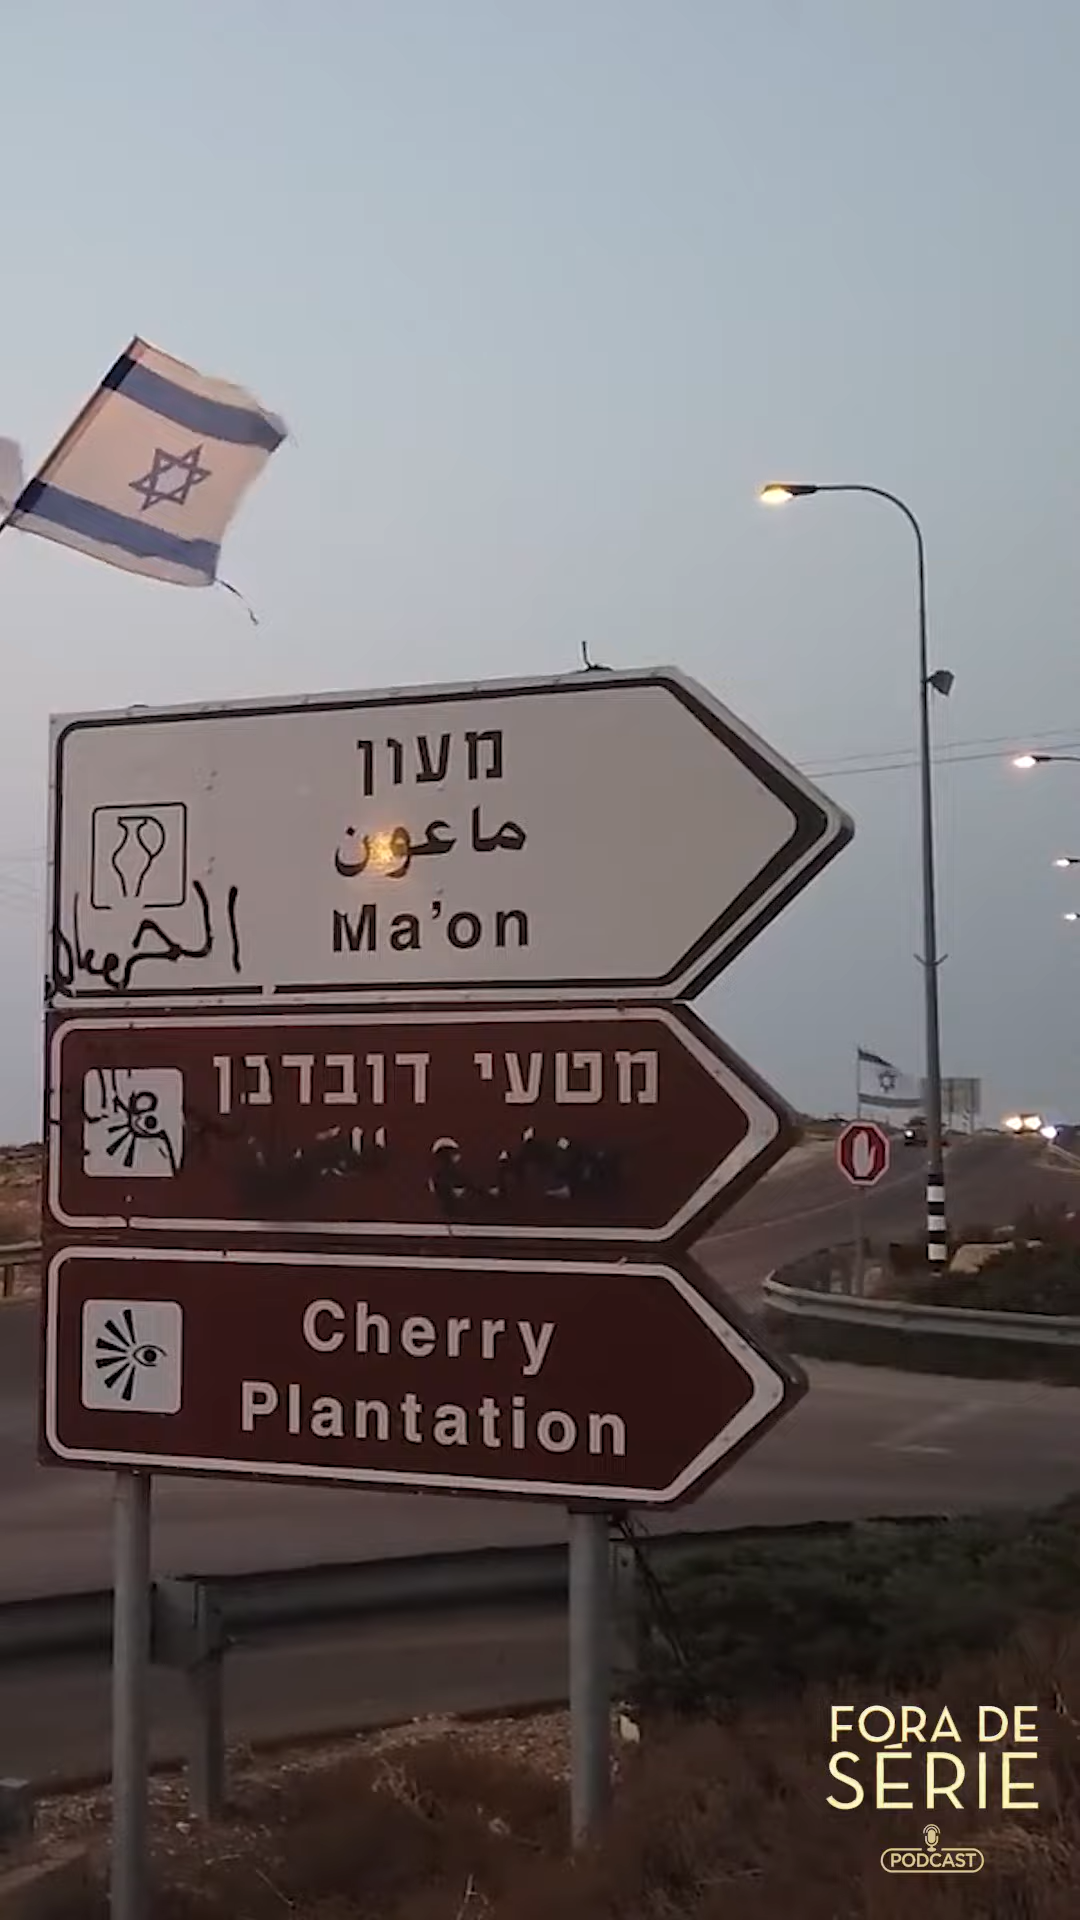 מעון
ماعون
Ma'on
מטעי דובדבן
Cherry
Plantation
FORA DE
SÉRIE
PODCAST